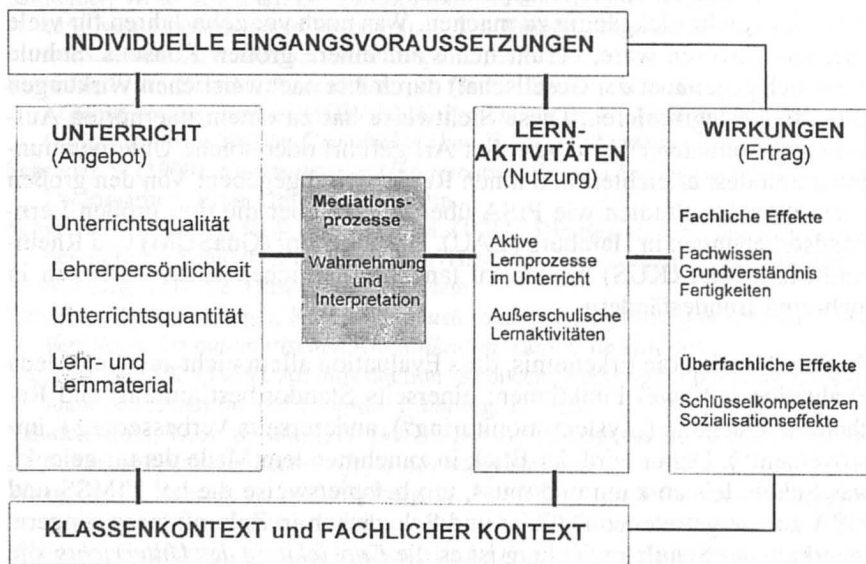 INDIVIDUELLE EINGANGSVORAUSSETZUNGEN
UNTERRICHT
(Angebot)
Unterrichtsqualität
Lehrerpersönlichkeit
Unterrichtsquantität
Lehr- und
Lernmaterial
Mediations-
prozesse
Wahrnehmung
und
Interpretation
LERN-
AKTIVITÄTEN
(Nutzung)
Aktive
Lernprozesse
im Unterricht
Außerschulische
Lernaktivitäten
WIRKUNGEN
(Ertrag)
Fachliche Effekte
Fachwissen
Grundverständnis
Fertigkeiten
Überfachliche Effekte
Schlüsselkompetenzen
Sozialisationseffekte
KLASSENKONTEXT und FACHLICHER KONTEXT